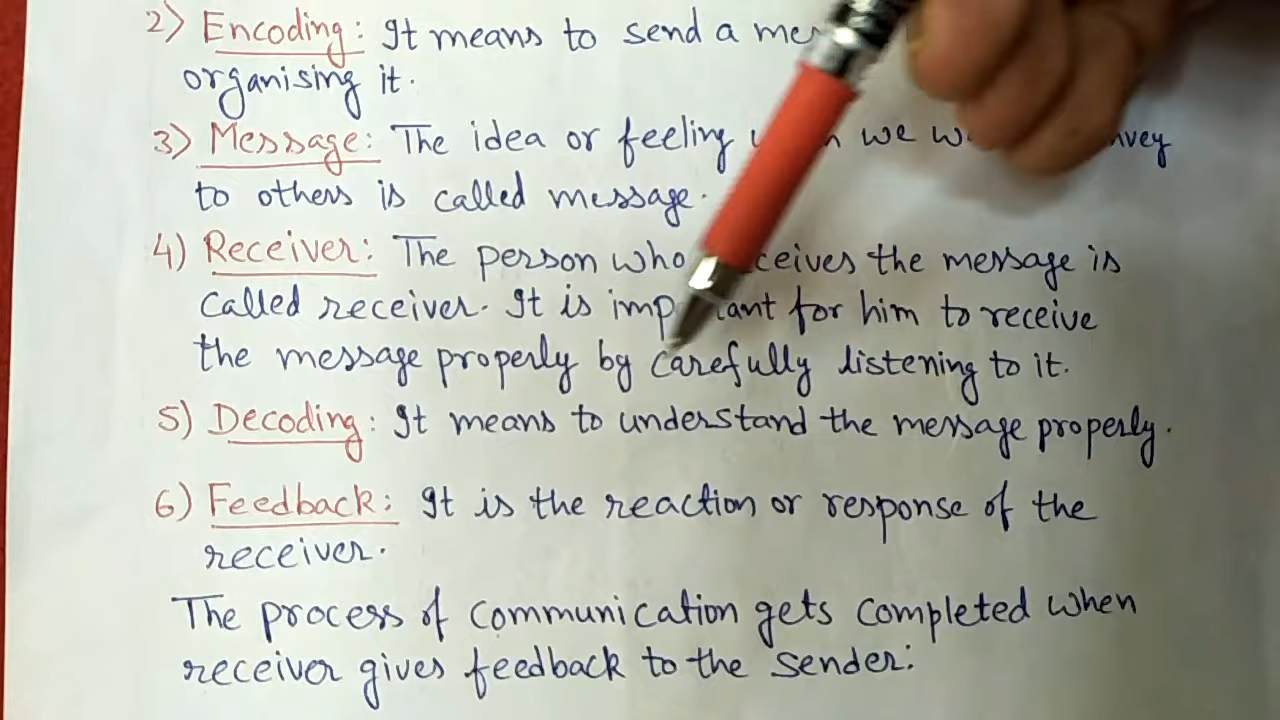 2) Encoding: It means to send a mes
organising it.
3) Message: The idea or feeling we nvey
to others is called message.
4) Receiver: The person who ceives the message is
called receiver. It is imp tant for him to receive
the message properly by carefully listening to it.
5) Decoding: It means to understand the message properly.
6) Feedback: It is the reaction or response of the
receiver.
The process of communication gets completed when
receiver gives feedback to the sender.